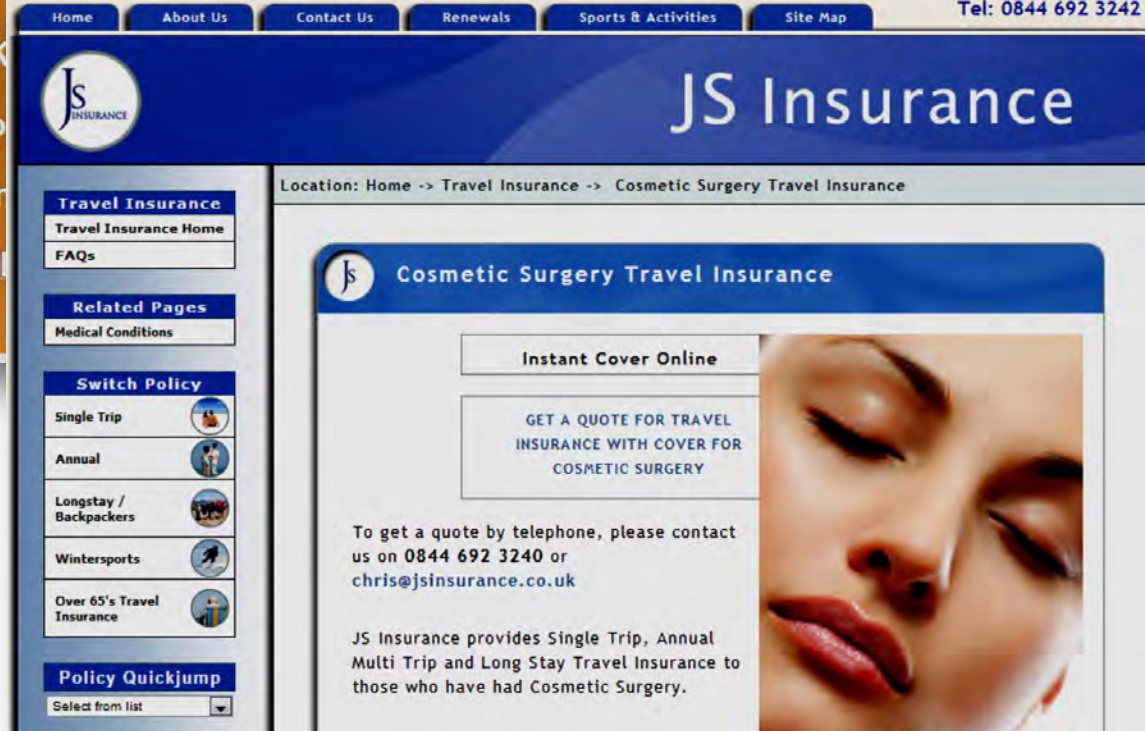 Home About Us Contact Us Renewals Sports & Activities Site Map Tel: 0844 692 3242
JS
INSURANCE
JS Insurance
Location: Home -> Travel Insurance -> Cosmetic Surgery Travel Insurance
Travel Insurance
Travel Insurance Home
FAQs
Related Pages
Medical Conditions
Switch Policy
Single Trip
Annual
Longstay /
Backpackers
Wintersports
Over 65's Travel
Insurance
Policy Quickjump
Select from list
Js
Cosmetic Surgery Travel Insurance
Instant Cover Online
GET A QUOTE FOR TRAVEL
INSURANCE WITH COVER FOR
COSMETIC SURGERY
To get a quote by telephone, please contact
us on 0844 692 3240 or
chris@jsinsurance.co.uk
JS Insurance provides Single Trip, Annual
Multi Trip and Long Stay Travel Insurance to
those who have had Cosmetic Surgery.